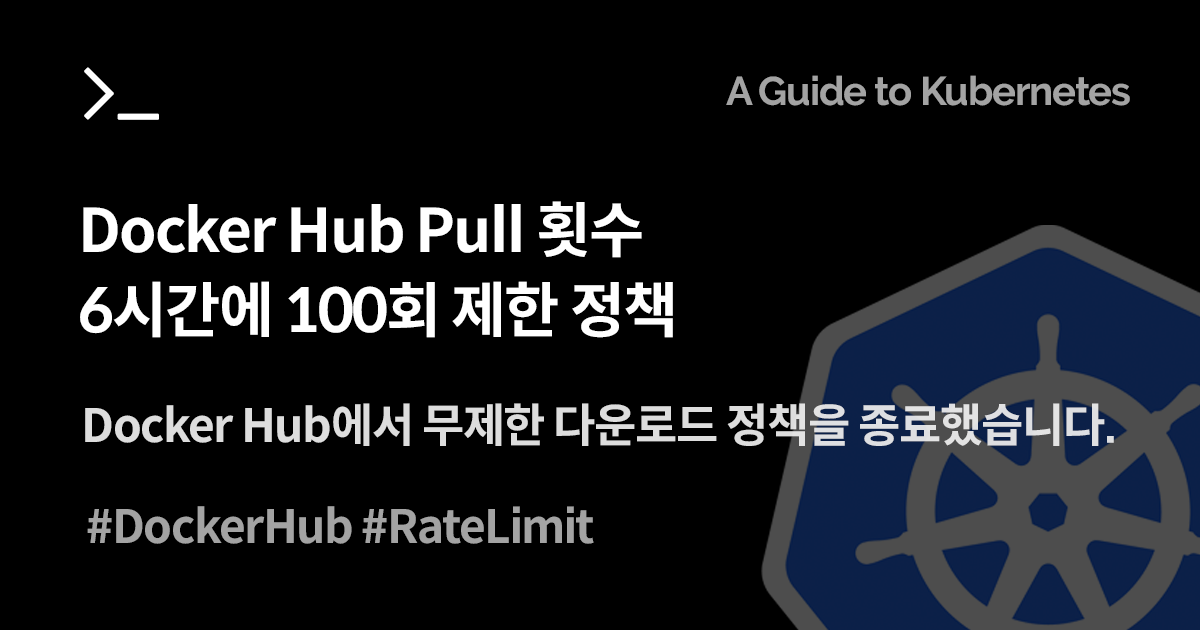 >_
A Guide to Kubernetes
Docker Hub Pull 횟수
6시간에 100회 제한 정책
Docker Hub에서 무제한 다운로드 정책을 종료했습니다.
#DockerHub #RateLimit